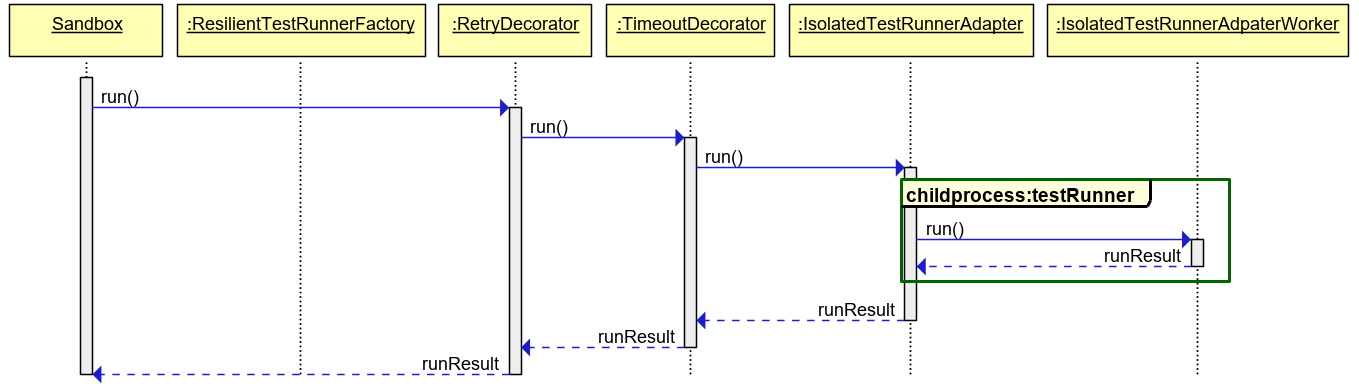 Sandbox
:ResilientTestRunnerFactory
:RetryDecorator
:TimeoutDecorator
:IsolatedTestRunnerAdapter
:IsolatedTestRunnerAdpaterWorker
run()
run()
run()
childprocess:testRunner
run()
runResult
runResult
runResult
runResult